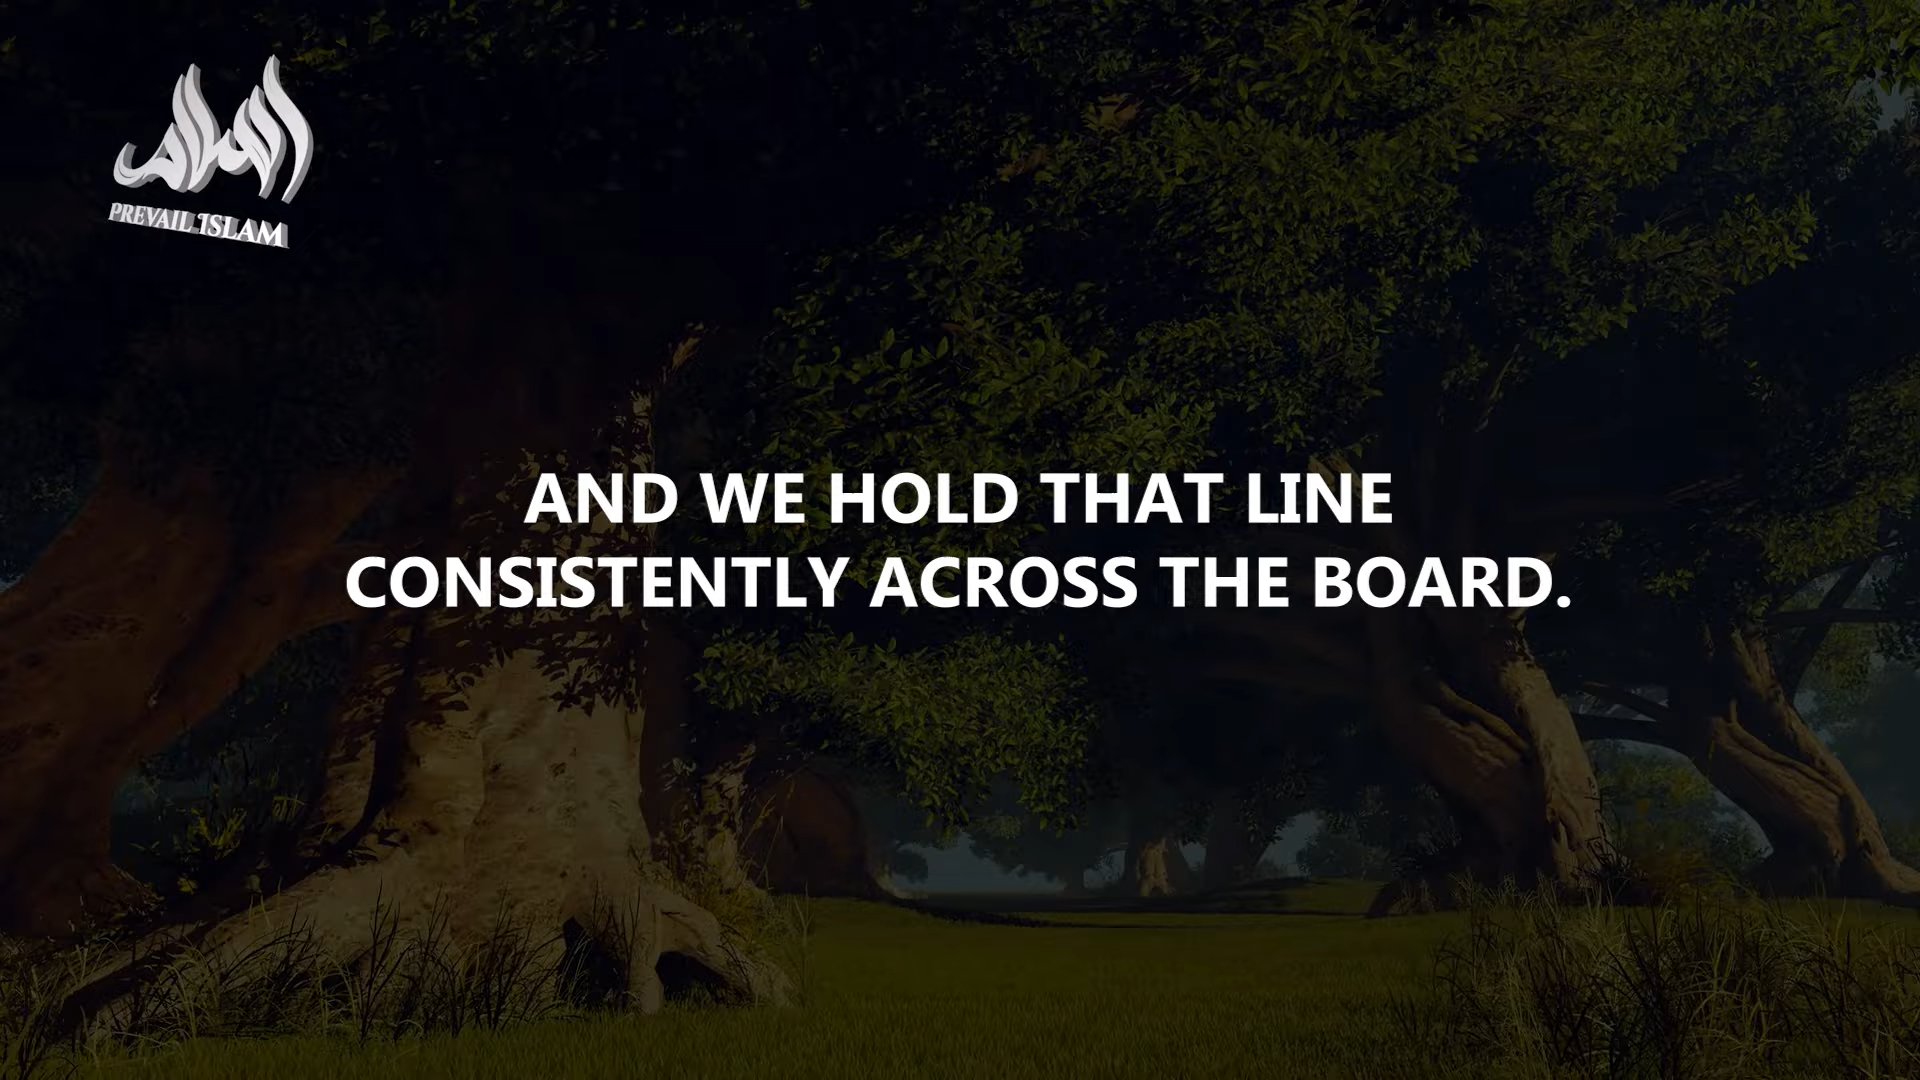 PREVAIL ISLAM
AND WE HOLD THAT LINE
CONSISTENTLY ACROSS THE BOARD.